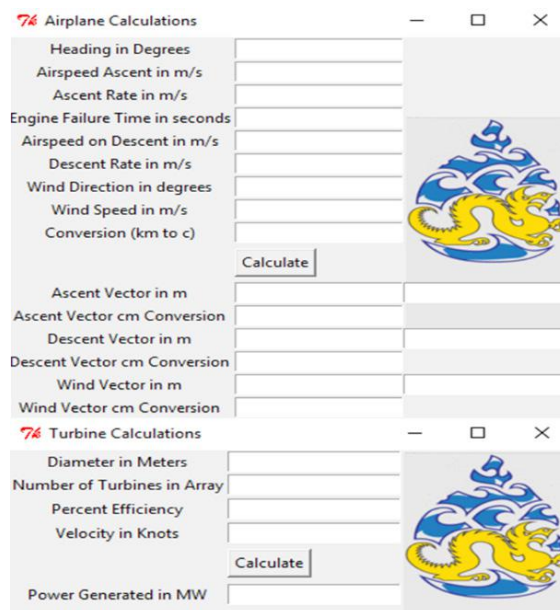 Airplane Calculations
Heading in Degrees
Airspeed Ascent in m/s
Ascent Rate in m/s
Engine Failure Time in seconds
Airspeed on Descent in m/s
Descent Rate in m/s
Wind Direction in degrees
Wind Speed in m/s
Conversion (km to c)
Calculate
Ascent Vector in m
Ascent Vector cm Conversion
Descent Vector in m
Descent Vector cm Conversion
Wind Vector in m
Wind Vector cm Conversion
Turbine Calculations
Diameter in Meters
Number of Turbines in Array
Percent Efficiency
Velocity in Knots
Calculate
Power Generated in MW